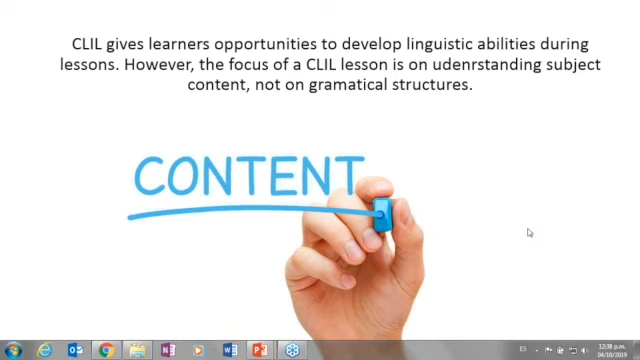 CLIL gives learners opportunities to develop linguistic abilities during
lessons. However, the focus of a CLIL lesson is on udenrstanding subject
content, not on gramatical structures.
CONTENT
ES
12:38 p.m.
04/10/2019